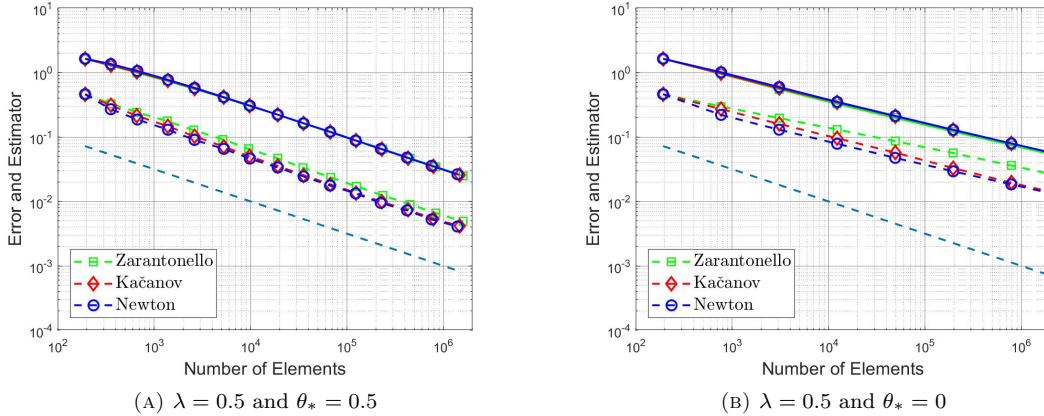 10^1
10^0
10^-1
10^-2
10^-3
10^-4
Error and Estimator
Zarantonello
Kačanov
Newton
10^2
10^3
10^4
10^5
10^6
Number of Elements
(A) λ = 0.5 and θ_* = 0.5
10^1
10^0
10^-1
10^-2
10^-3
10^-4
Error and Estimator
Zarantonello
Kačanov
Newton
10^2
10^3
10^4
10^5
10^6
Number of Elements
(B) λ = 0.5 and θ_* = 0